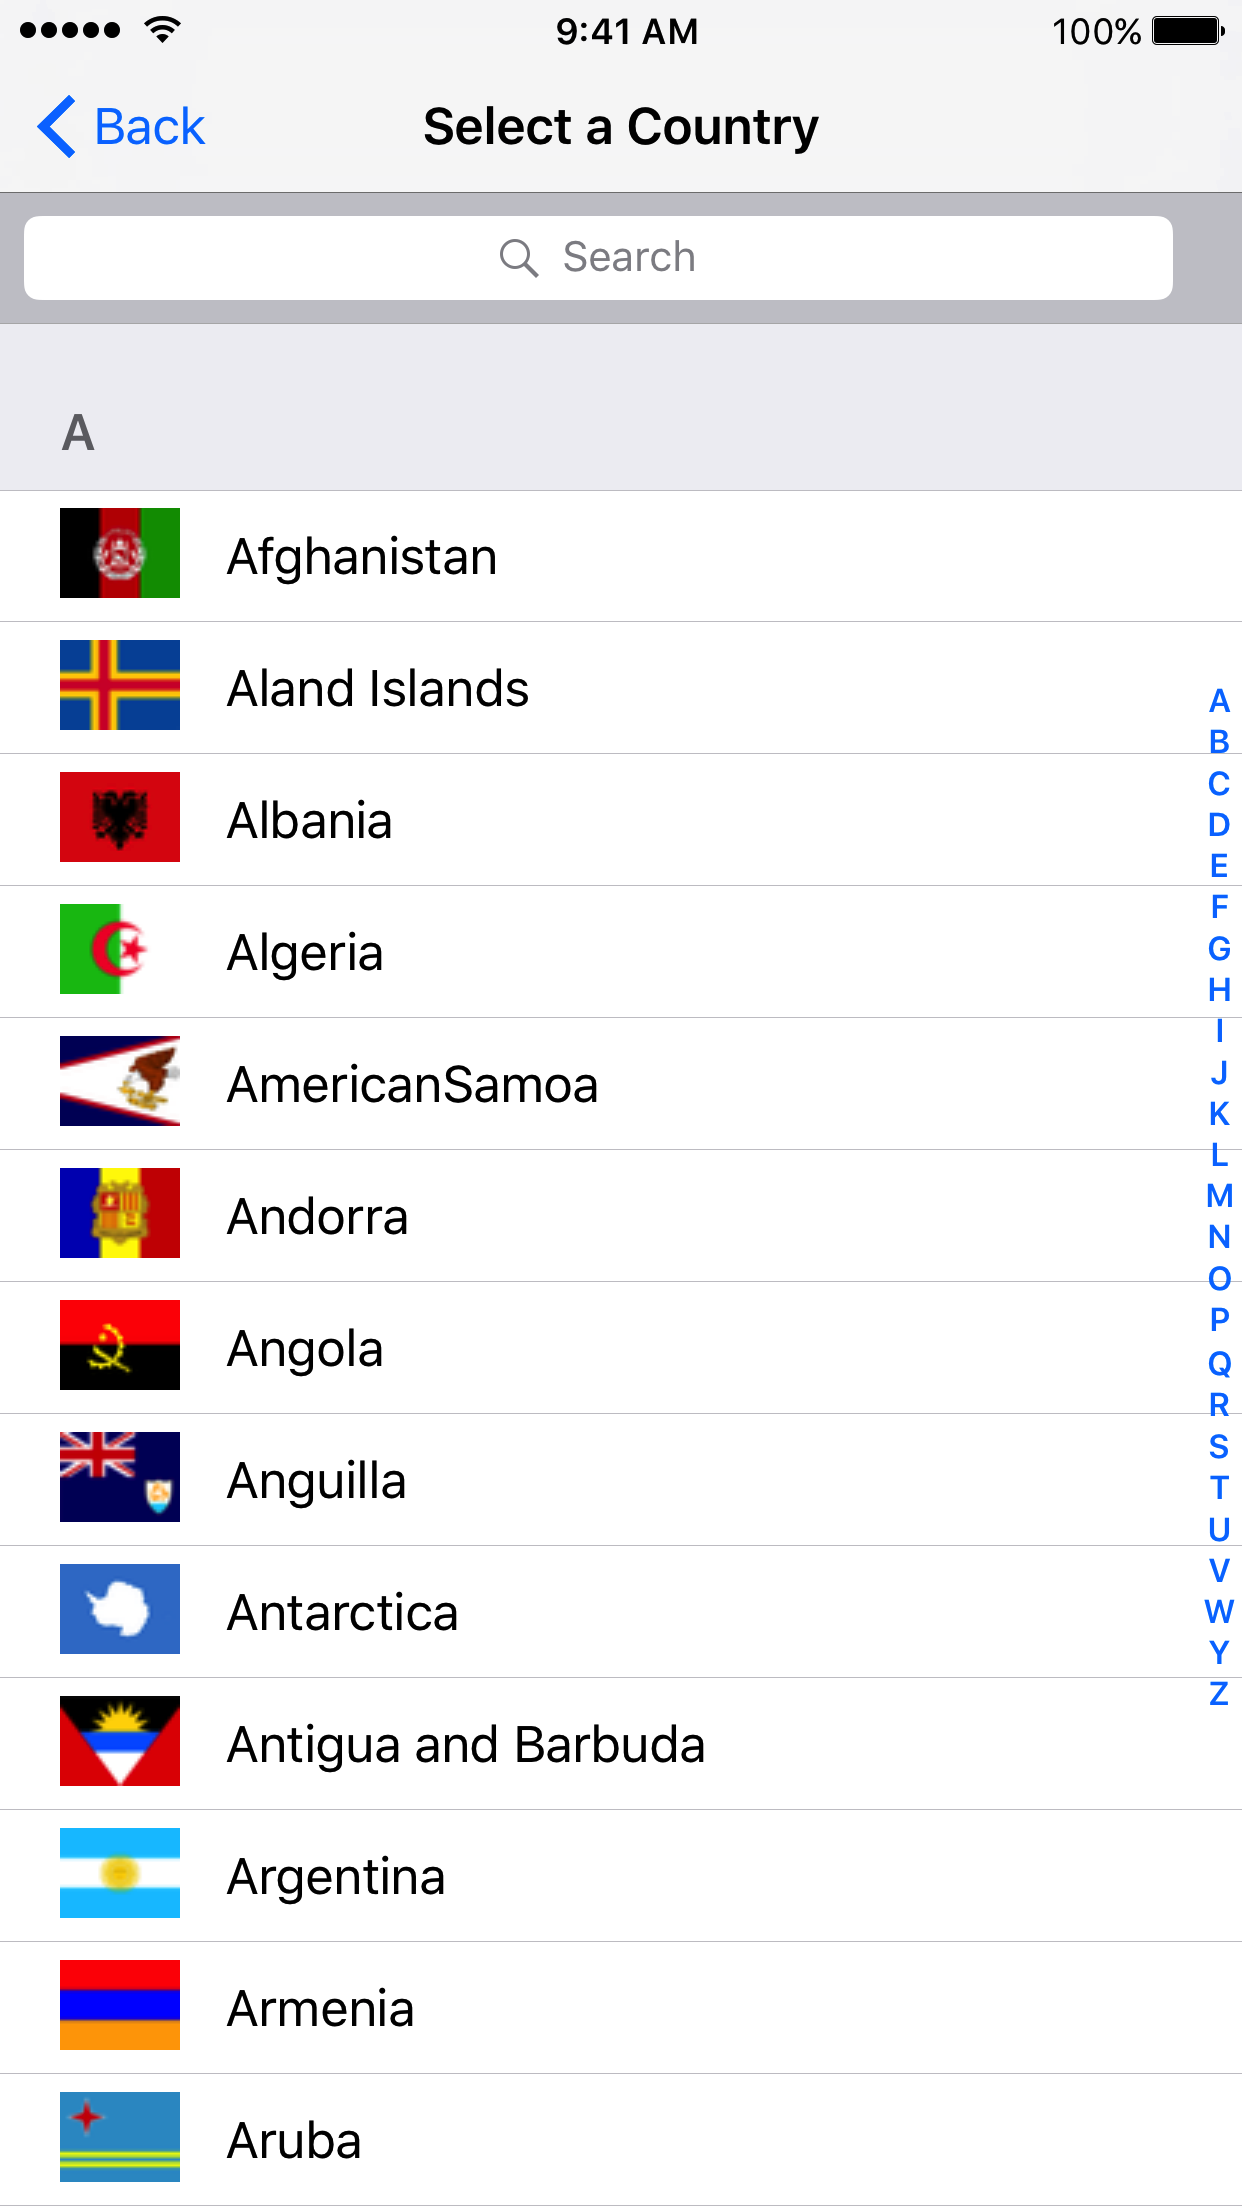 9:41 AM
100%
Back
Select a Country
Search
A
Afghanistan
Aland Islands
Albania
Algeria
AmericanSamoa
Andorra
Angola
Anguilla
Antarctica
Antigua and Barbuda
Argentina
Armenia
Aruba
A
B
C
D
E
F
G
H
I
J
K
L
M
N
O
P
Q
R
S
T
U
V
W
Y
Z